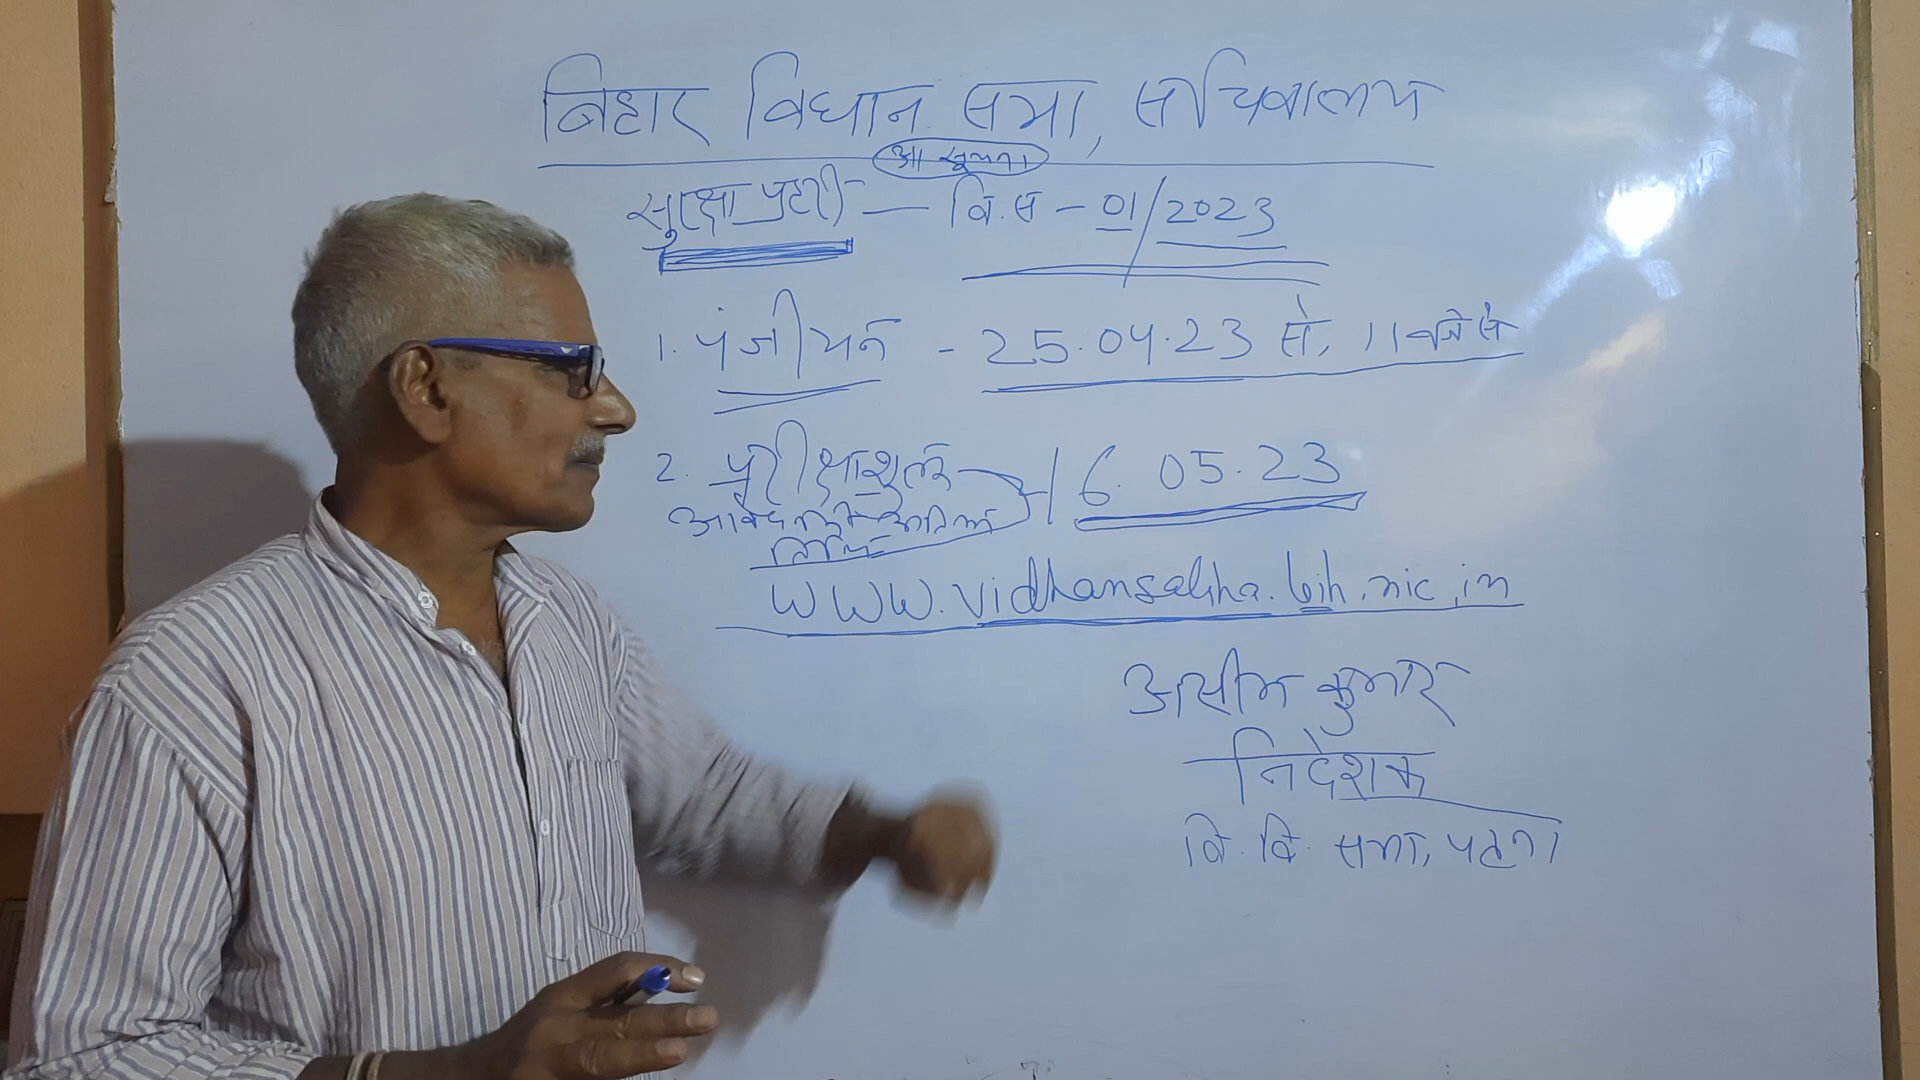 बिहार विधान सभा, सचिवालय
आ सूचना
सुरक्षा प्रहरी — वि.स - 01/2023
1. पंजीयन - 25.04.23 से, 11 बजे से
2. परीक्षाशुल्क - 16.05.23
तिथि
www.vidhansabha.bih.nic.in
असीम कुमार
निदेशक
वि. वि. सभा, पटना